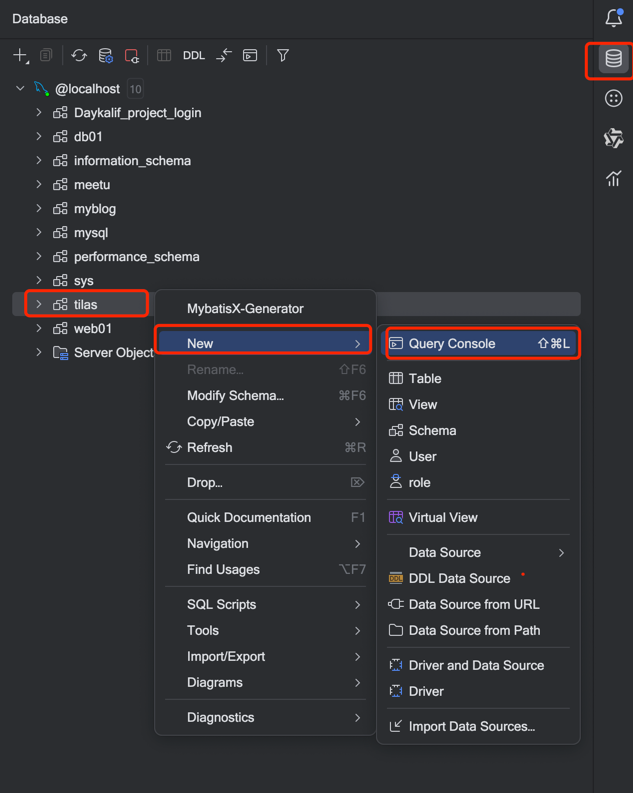 Database
DDL
@localhost 10
Daykalif_project_login
db01
information_schema
meetu
myblog
mysql
performance_schema
sys
tilas
web01
Server Object
MybatisX-Generator
New
Rename... ⇧F6
Modify Schema... ⌘F6
Copy/Paste
Refresh ⌘R
Drop... ⌦
Quick Documentation F1
Navigation
Find Usages ⌥F7
SQL Scripts
Tools
Import/Export
Diagrams
Diagnostics
Query Console ⇧⌘L
Table
View
Schema
User
role
Virtual View
Data Source
DDL Data Source
Data Source from URL
Data Source from Path
Driver and Data Source
Driver
Import Data Sources...